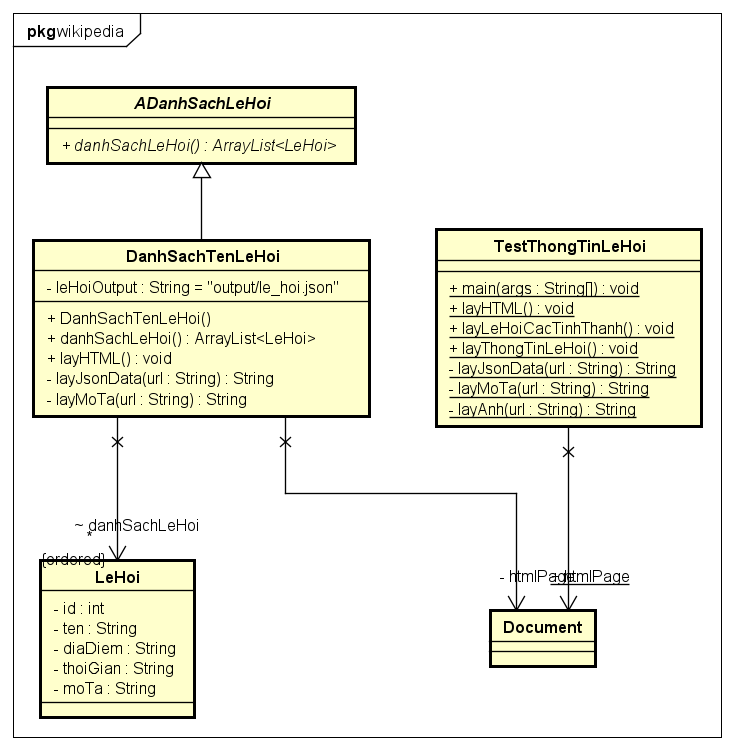 pkg wikipedia
ADanhSachLeHoi
+ danhSachLeHoi() : ArrayList<LeHoi>
DanhSachTenLeHoi
- leHoiOutput : String = "output/le_hoi.json"
+ DanhSachTenLeHoi()
+ danhSachLeHoi() : ArrayList<LeHoi>
+ layHTML() : void
- layJsonData(url : String) : String
- layMoTa(url : String) : String
TestThongTinLeHoi
+ main(args : String[]) : void
+ layHTML() : void
+ layLeHoiCacTinhThanh() : void
+ layThongTinLeHoi() : void
- layJsonData(url : String) : String
- layMoTa(url : String) : String
- layAnh(url : String) : String
~ danhSachLeHoi
*
{ordered}
LeHoi
- id : int
- ten : String
- diaDiem : String
- thoiGian : String
- moTa : String
- htmlPage
~ htmlPage
Document